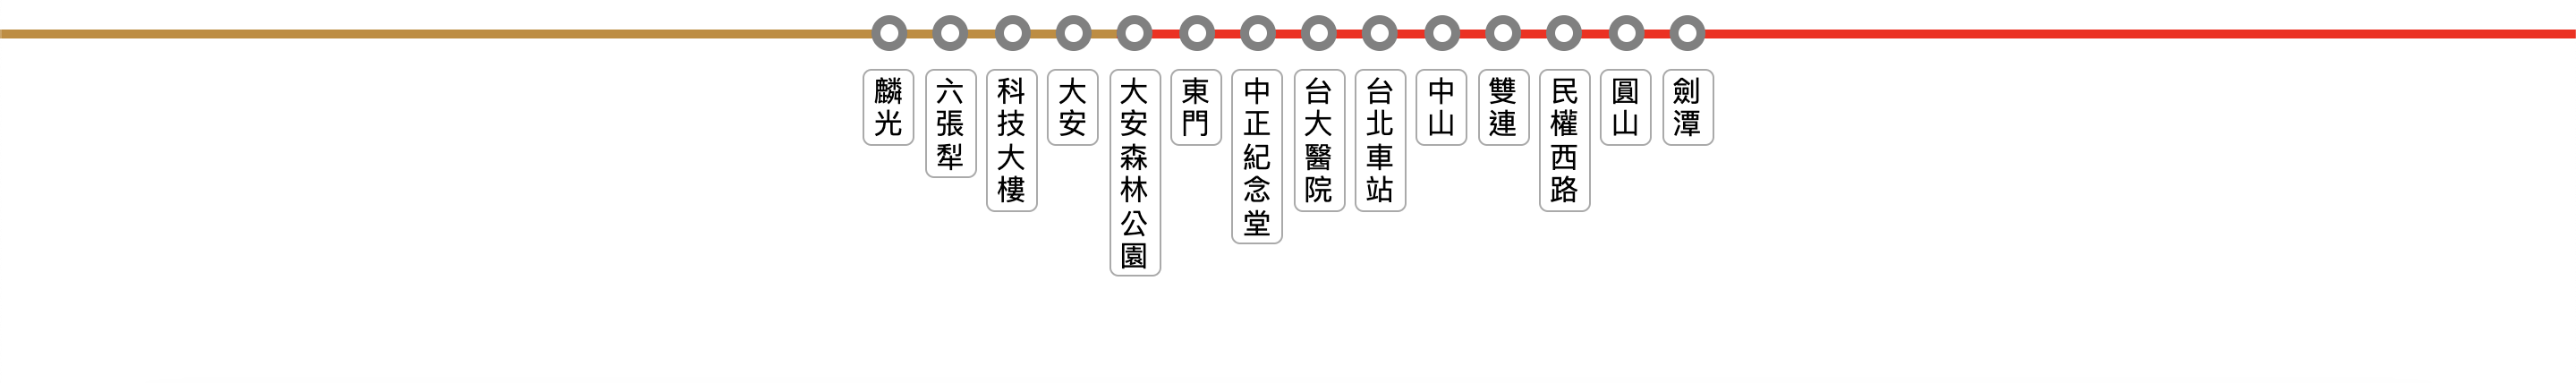 麟光
六張犁
科技大樓
大安
大安森林公園
東門
中正紀念堂
台大醫院
台北車站
中山
雙連
民權西路
圓山
劍潭